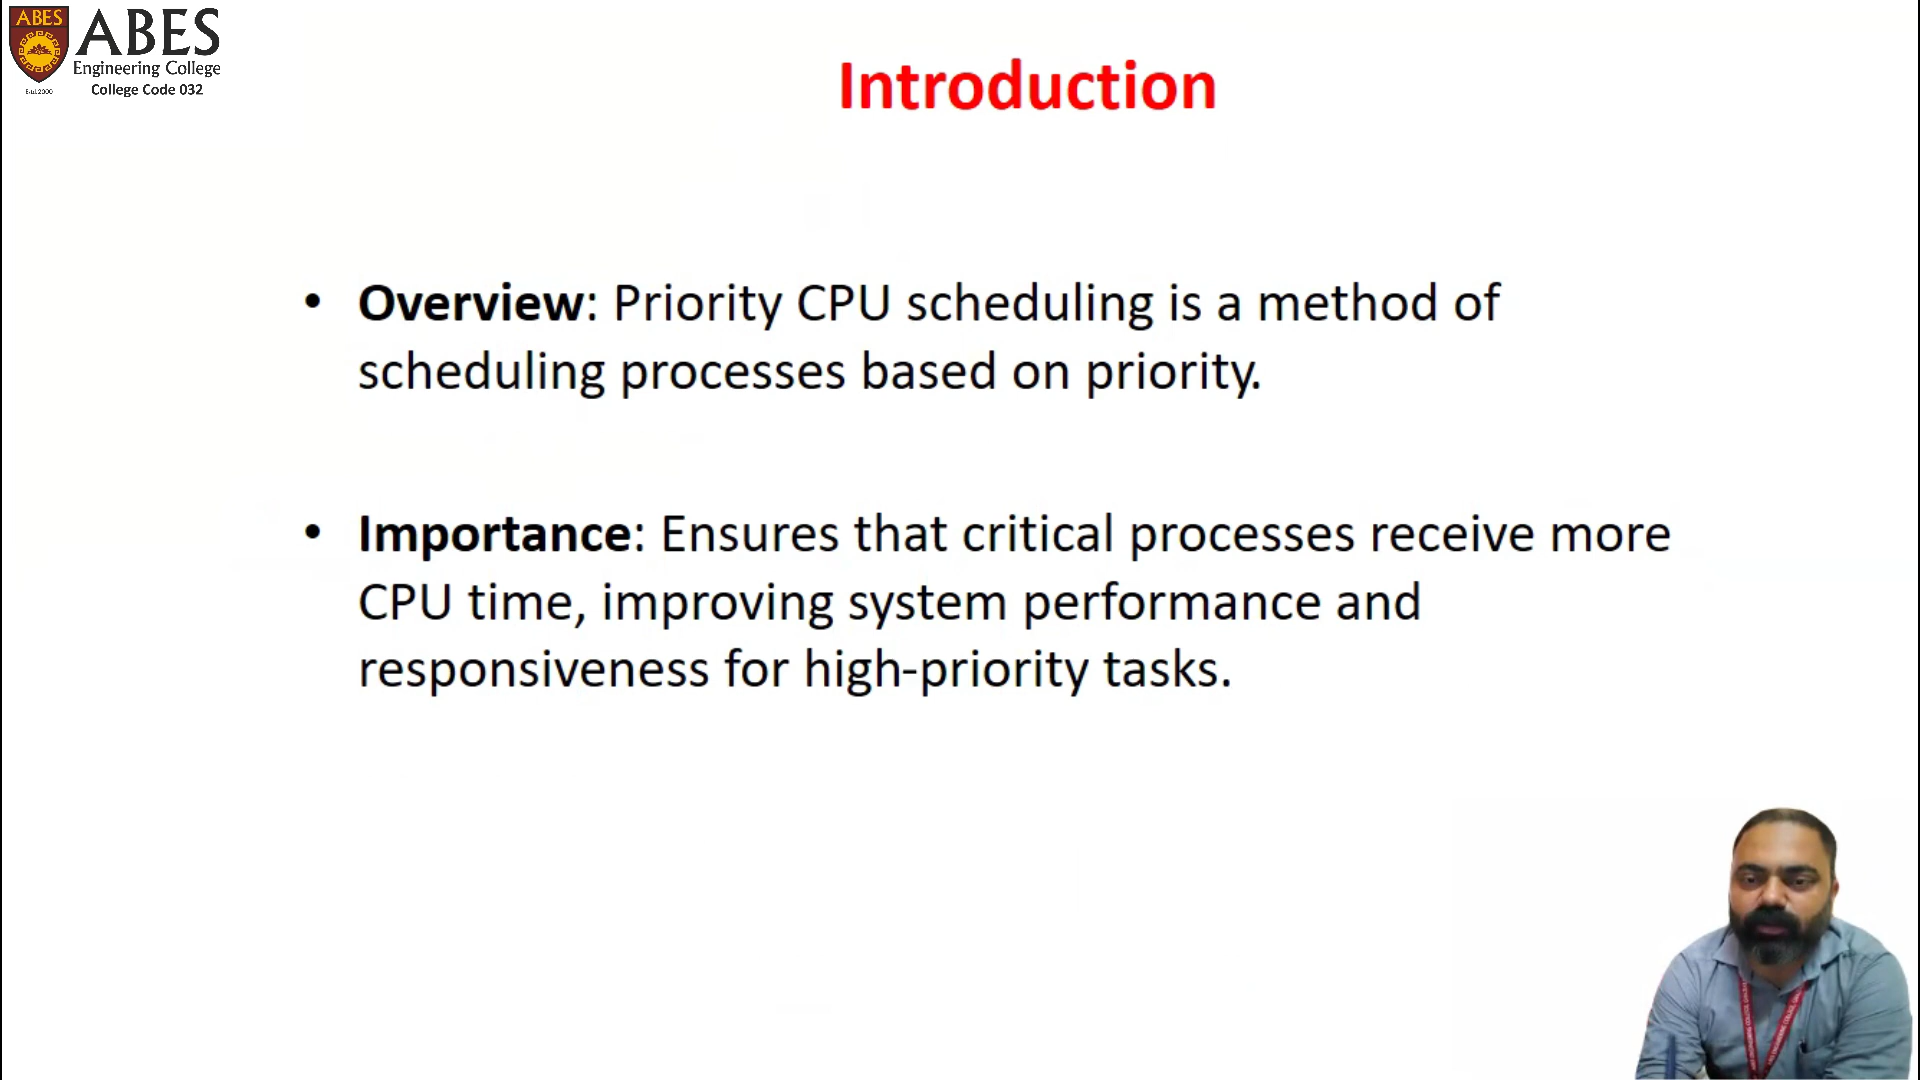 ABES
ABES
Engineering College
College Code 032
Estd.2000
Introduction
• Overview: Priority CPU scheduling is a method of
scheduling processes based on priority.
• Importance: Ensures that critical processes receive more
CPU time, improving system performance and
responsiveness for high-priority tasks.